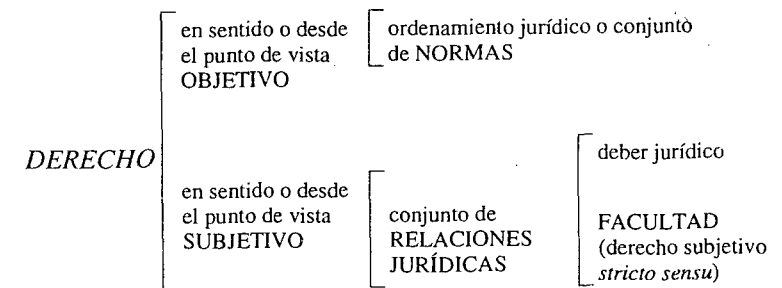 DERECHO
en sentido o desde
el punto de vista
OBJETIVO
ordenamiento jurídico o conjunto
de NORMAS
en sentido o desde
el punto de vista
SUBJETIVO
conjunto de
RELACIONES
JURÍDICAS
deber jurídico
FACULTAD
(derecho subjetivo
stricto sensu)